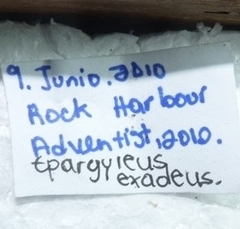 9. Junio. 2010
Rock Harbour
Adventist, 2010.
Epargyreus
exadeus.